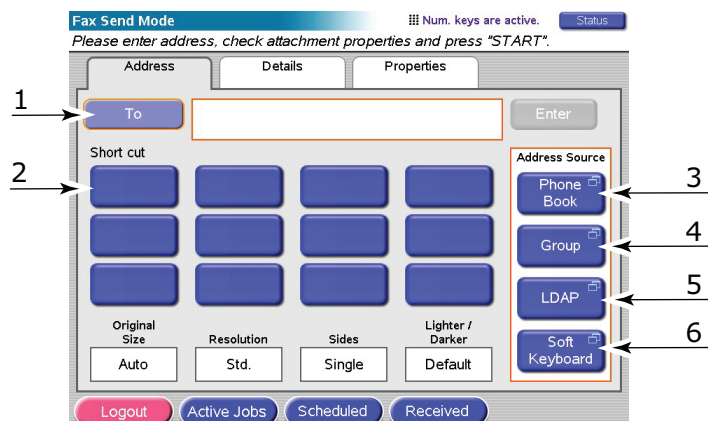 Fax Send Mode
Num. keys are active.
Status
Please enter address, check attachment properties and press "START".
Address
Details
Properties
1
To
Enter
Short cut
Address Source
2
Phone
Book
3
Group
4
LDAP
5
Soft
Keyboard
6
Original
Size
Resolution
Sides
Lighter /
Darker
Auto
Std.
Single
Default
Logout
Active Jobs
Scheduled
Received